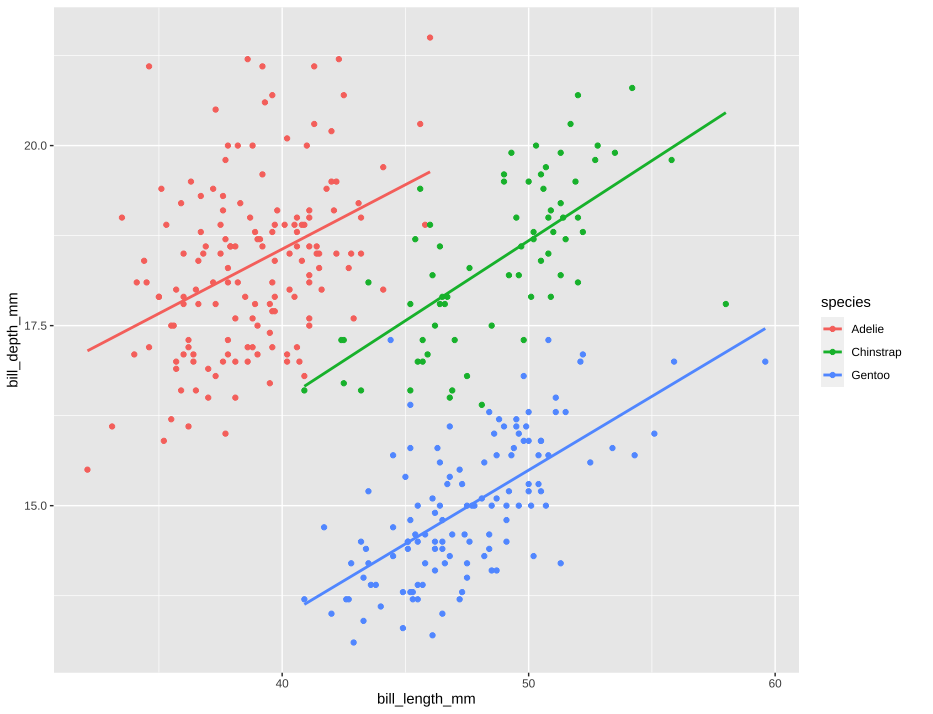 20.0
17.5
15.0
bill_depth_mm
40
50
60
bill_length_mm
species
Adelie
Chinstrap
Gentoo